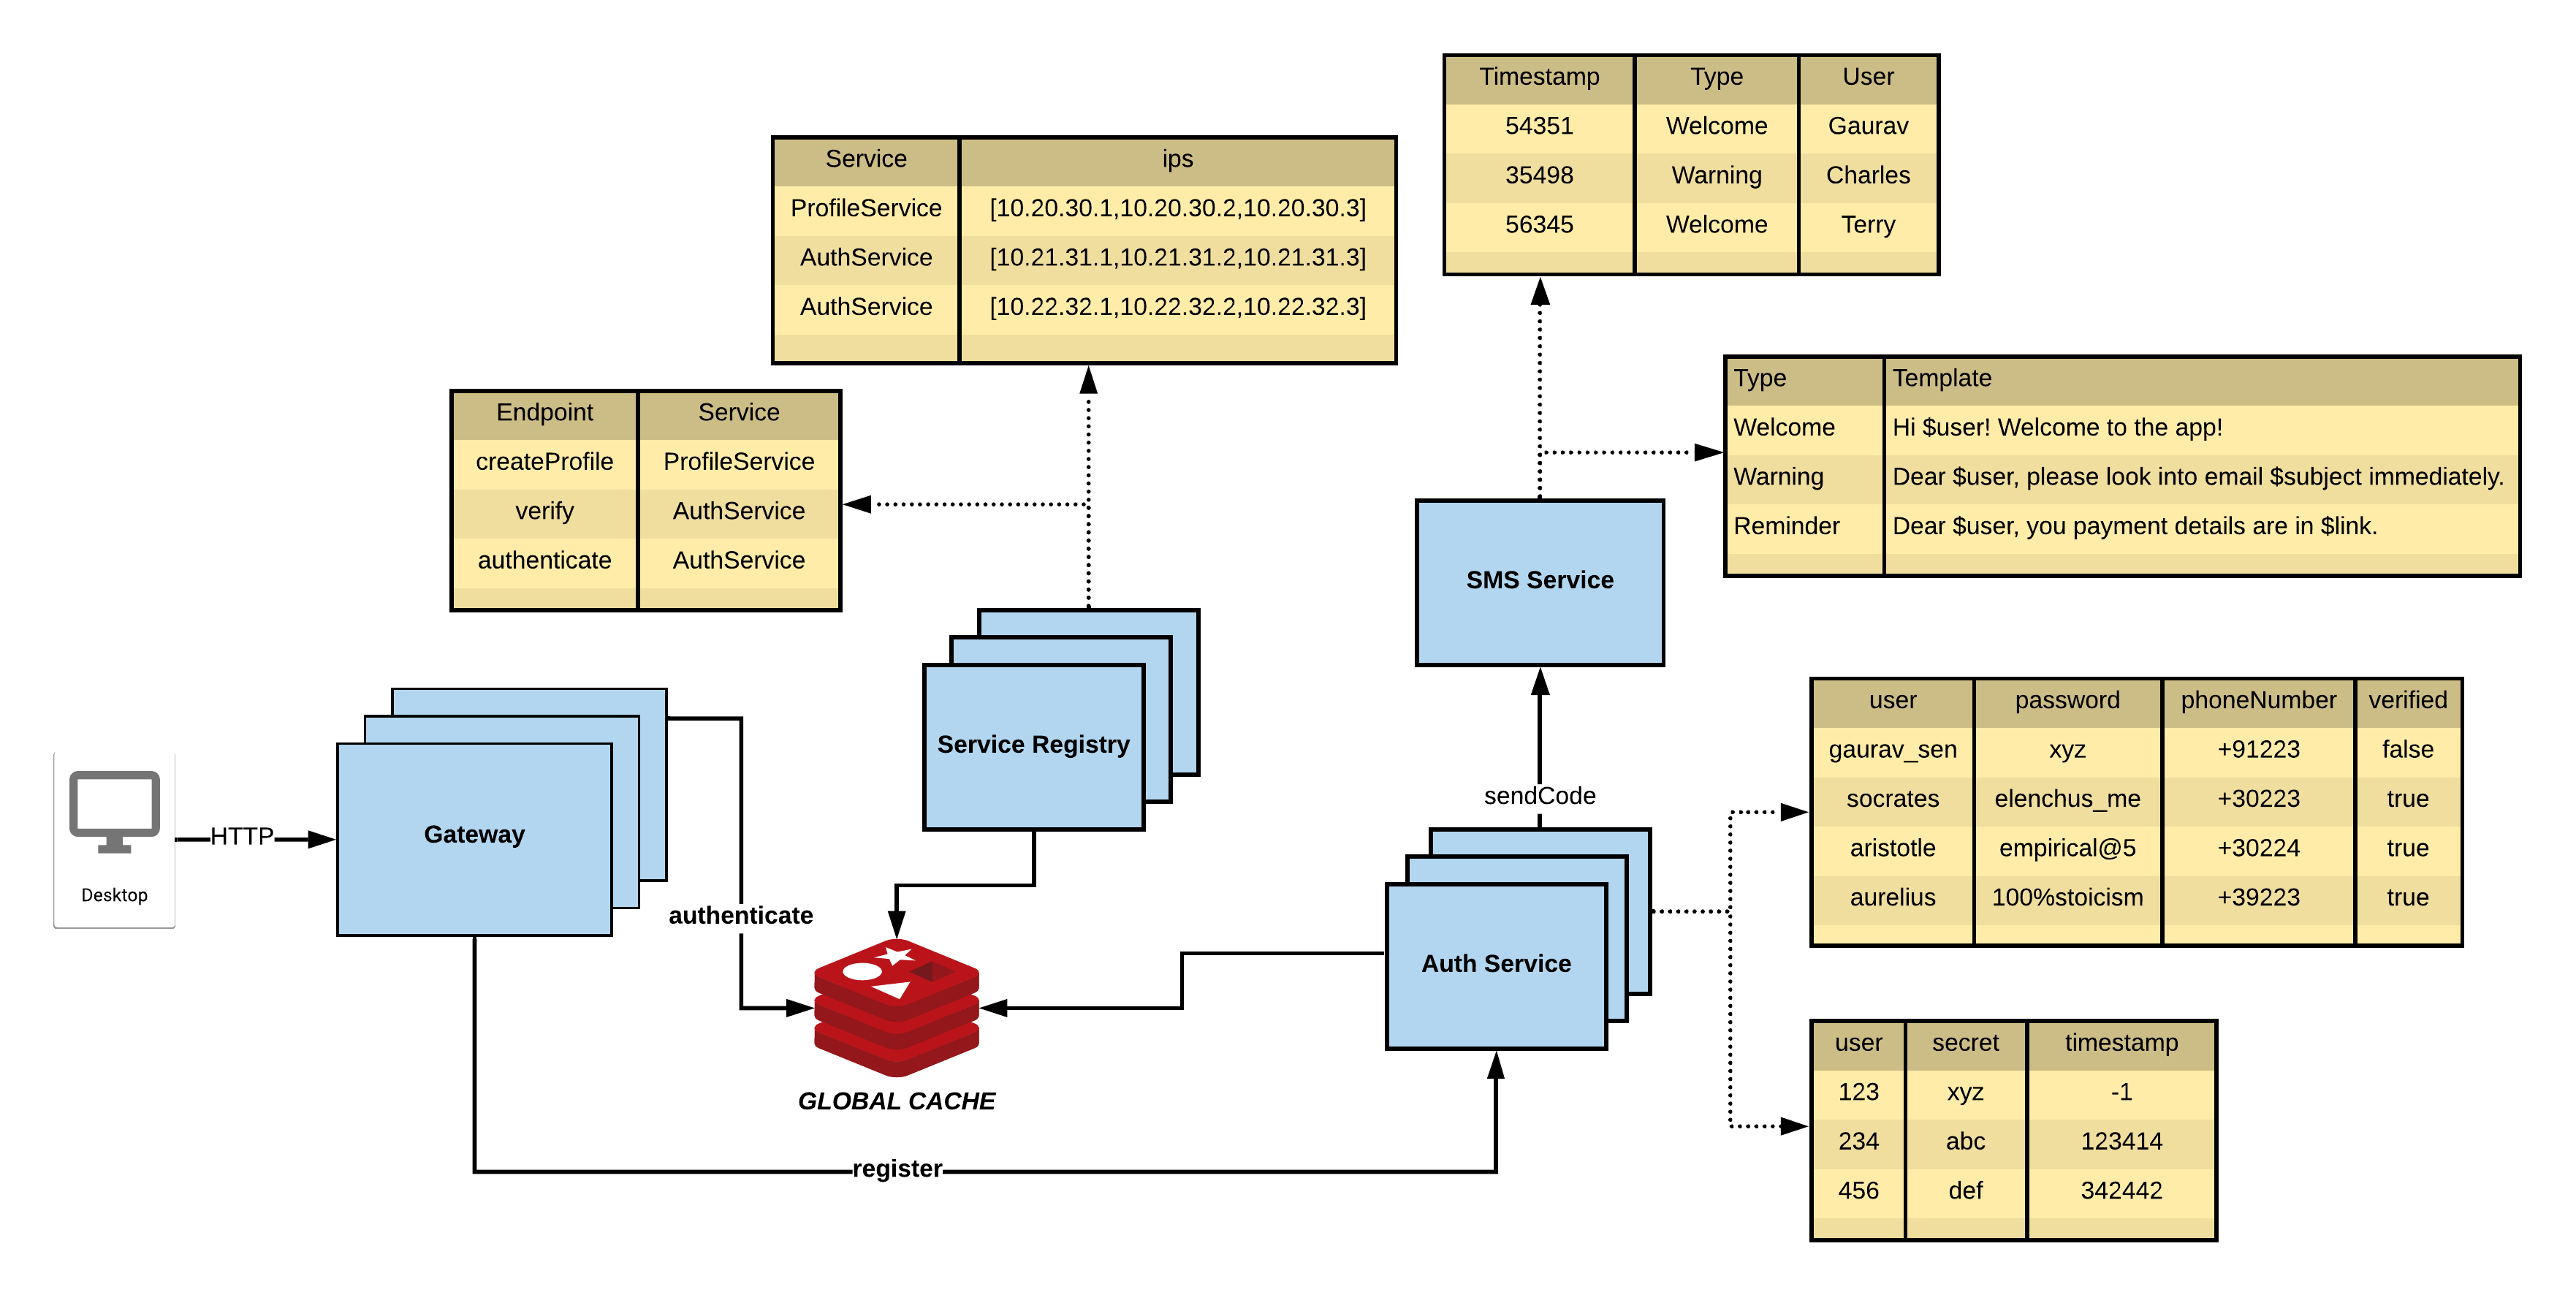 Timestamp Type User
54351 Welcome Gaurav
35498 Warning Charles
56345 Welcome Terry
Service ips
ProfileService [10.20.30.1,10.20.30.2,10.20.30.3]
AuthService [10.21.31.1,10.21.31.2,10.21.31.3]
AuthService [10.22.32.1,10.22.32.2,10.22.32.3]
Type Template
Welcome Hi $user! Welcome to the app!
Warning Dear $user, please look into email $subject immediately.
Reminder Dear $user, you payment details are in $link.
Endpoint Service
createProfile ProfileService
verify AuthService
authenticate AuthService
SMS Service
Service Registry
user password phoneNumber verified
gaurav_sen xyz +91223 false
socrates elenchus_me +30223 true
aristotle empirical@5 +30224 true
aurelius 100%stoicism +39223 true
sendCode
HTTP
Gateway
Desktop
authenticate
Auth Service
GLOBAL CACHE
register
user secret timestamp
123 xyz -1
234 abc 123414
456 def 342442